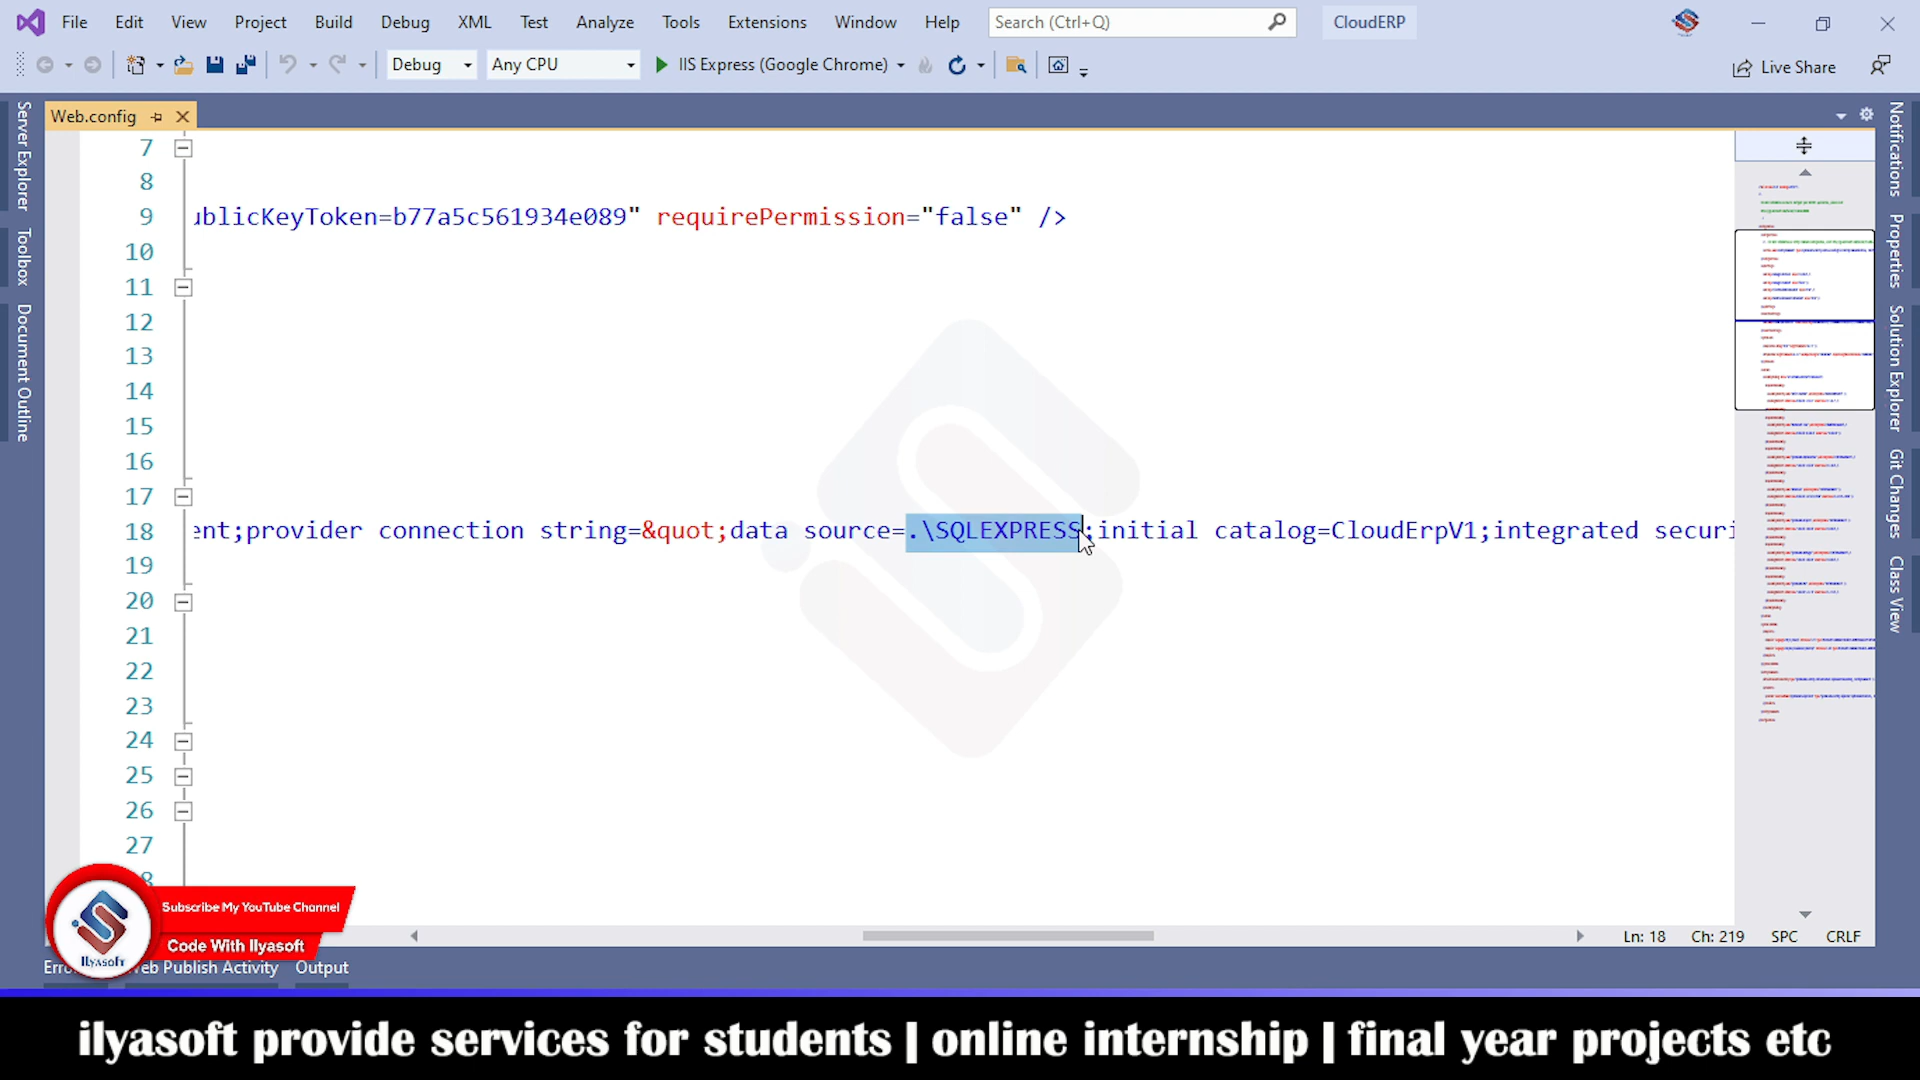 File Edit View Project Build Debug XML Test Analyze Tools Extensions Window Help Search (Ctrl+Q) CloudERP
Debug Any CPU IIS Express (Google Chrome) Live Share
Web.config
Server Explorer
Toolbox
Document Outline
7
8
9 ublicKeyToken=b77a5c561934e089" requirePermission="false" />
10
11
12
13
14
15
16
17
18 ent;provider connection string=&quot;data source=.\SQLEXPRESS;initial catalog=CloudErpV1;integrated securi
19
20
21
22
23
24
25
26
27
8
Notifications
Properties
Solution Explorer
Git Changes
Class View
Ln: 18 Ch: 219 SPC CRLF
Subscribe My YouTube Channel
Code With Ilyasoft
Ilyasoft
Erro eb Publish Activity Output
ilyasoft provide services for students | online internship | final year projects etc